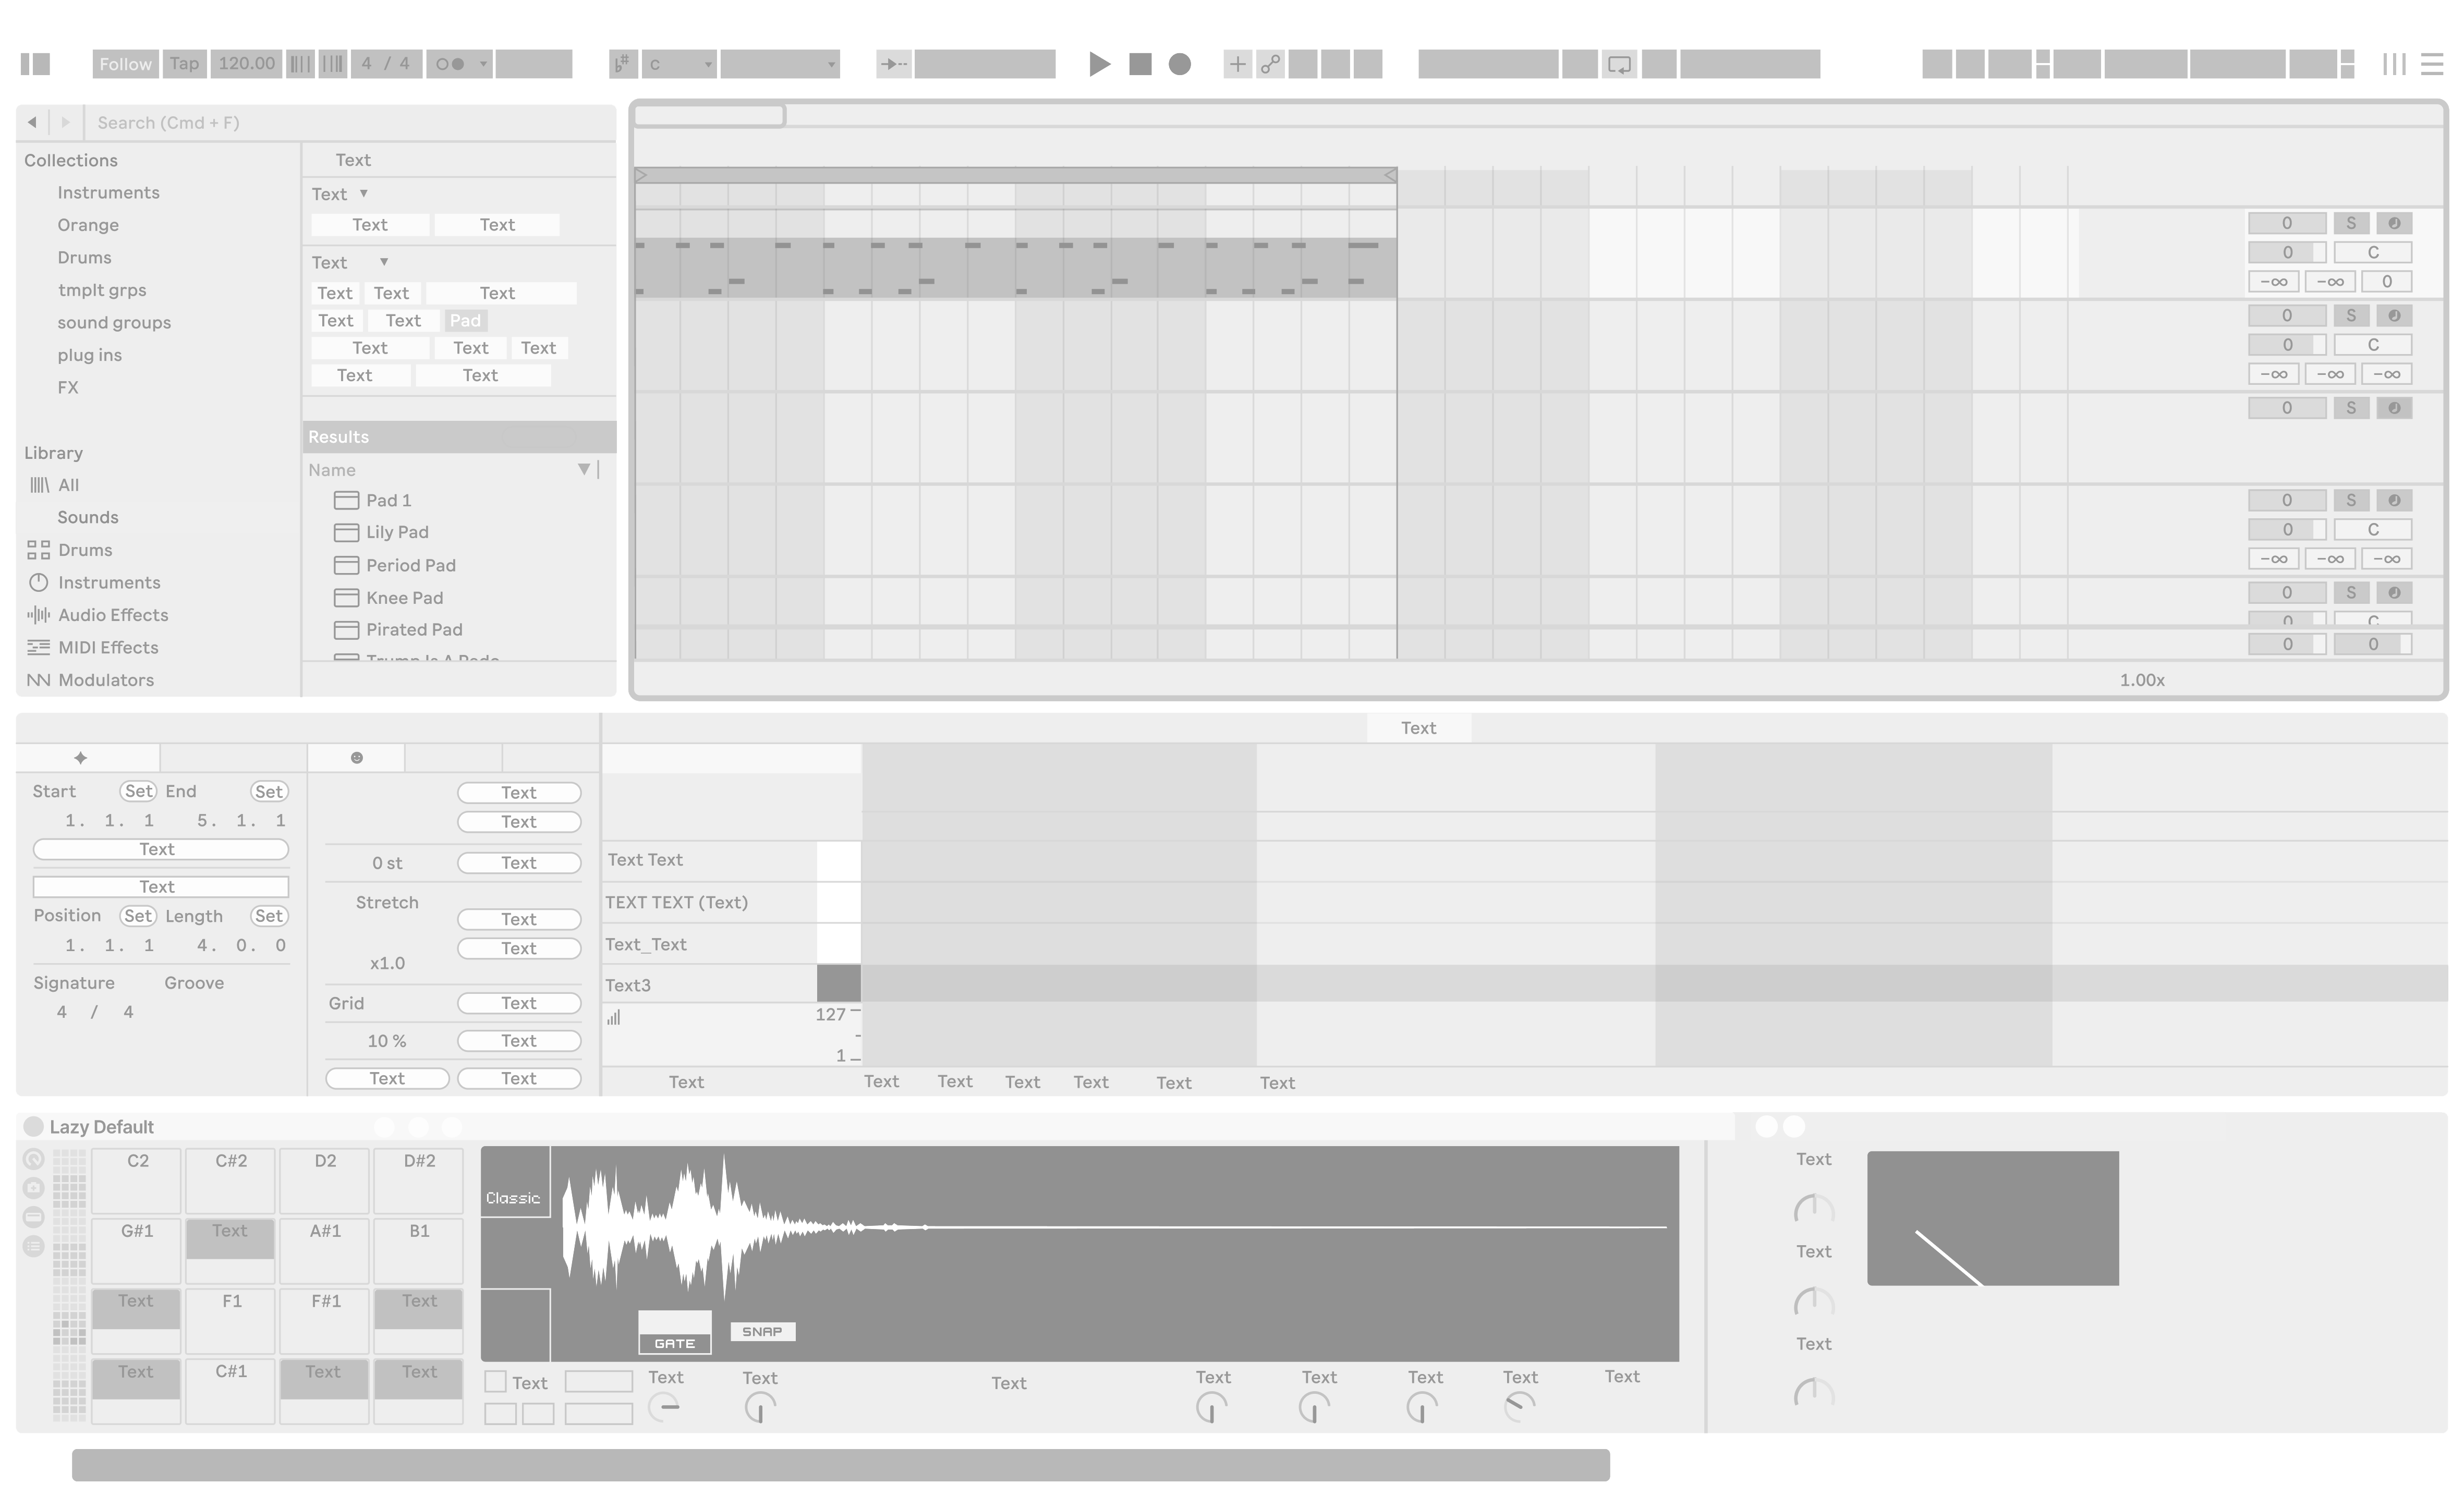 Follow Tap 120.00 4 / 4 C
Search (Cmd + F)
Collections
Instruments
Orange
Drums
tmplt grps
sound groups
plug ins
FX
Library
All
Sounds
Drums
Instruments
Audio Effects
MIDI Effects
Modulators
Text
Text
Text Text
Text
Text Text Text
Text Text Pad
Text Text Text
Text Text
Results
Name
Pad 1
Lily Pad
Period Pad
Knee Pad
Pirated Pad
Trump Is A Pedo
0 S
0 C
-∞ -∞ 0
0 S
0 C
-∞ -∞ -∞
0 S
0 S
0 C
-∞ -∞ -∞
0 S
0 C
0 0
1.00x
Start Set End Set
1. 1. 1 5. 1. 1
Text
Text
Position Set Length Set
1. 1. 1 4. 0. 0
Signature Groove
4 / 4
Text
Text
0 st Text
Stretch
Text
Text
x1.0
Grid Text
10 % Text
Text Text
Text
Text Text
TEXT TEXT (Text)
Text_Text
Text3
127
1
Text Text Text Text Text Text Text
Lazy Default
C2 C#2 D2 D#2
G#1 Text A#1 B1
Text F1 F#1 Text
Text C#1 Text Text
Classic
GATE SNAP
Text Text Text Text Text Text Text Text Text
Text
Text
Text